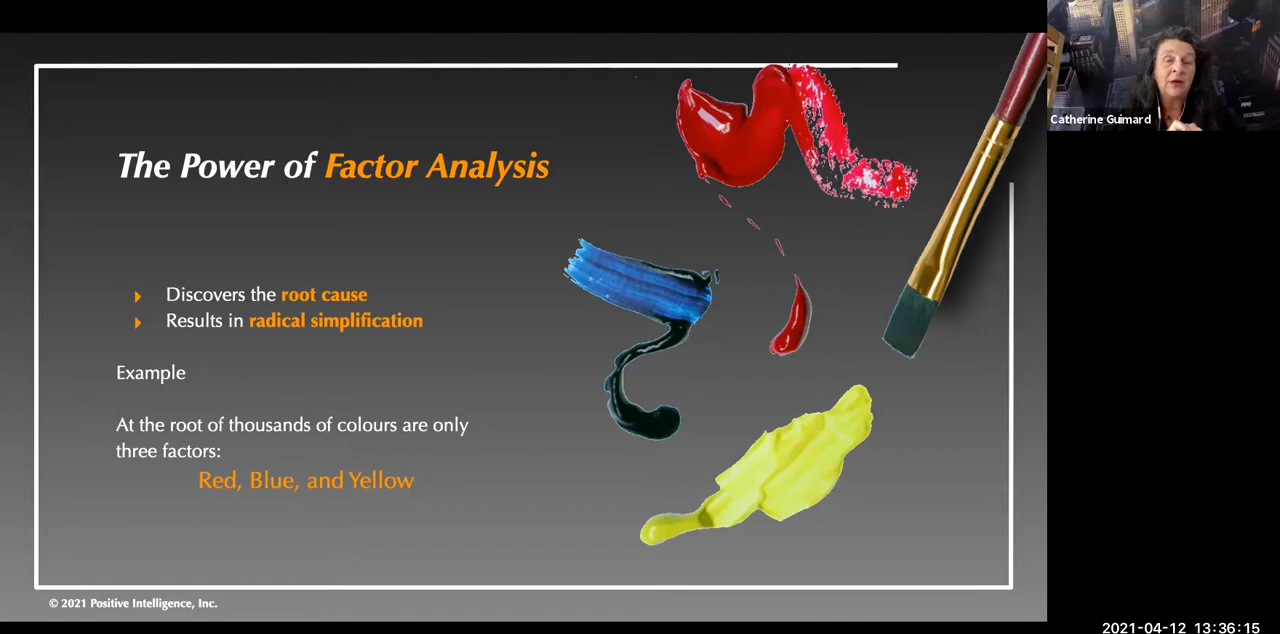 Catherine Guimard
The Power of Factor Analysis
Discovers the root cause
Results in radical simplification
Example
At the root of thousands of colours are only
three factors:
Red, Blue, and Yellow
© 2021 Positive Intelligence, Inc.
2021-04-12 13:36:15